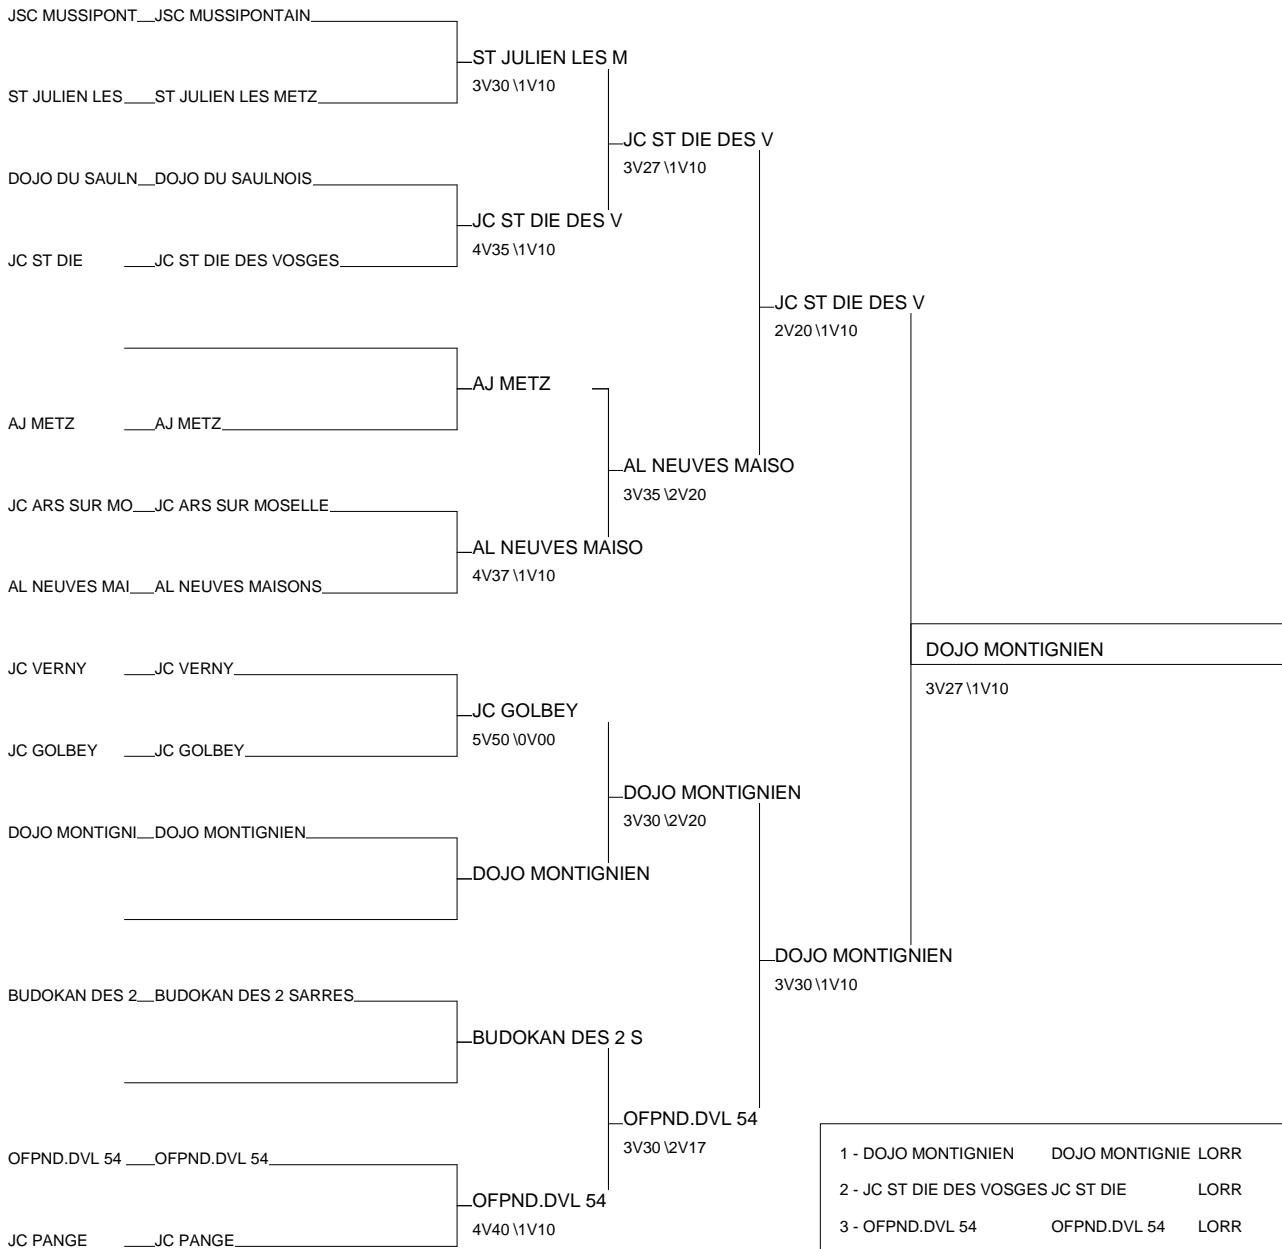 JSC MUSSIPONT JSC MUSSIPONTAIN
ST JULIEN LES M
3V30 \1V10
ST JULIEN LES ST JULIEN LES METZ
JC ST DIE DES V
3V27 \1V10
DOJO DU SAULN DOJO DU SAULNOIS
JC ST DIE DES V
4V35 \1V10
JC ST DIE JC ST DIE DES VOSGES
JC ST DIE DES V
2V20 \1V10
AJ METZ
AJ METZ AJ METZ
AL NEUVES MAISO
3V35 \2V20
JC ARS SUR MO JC ARS SUR MOSELLE
AL NEUVES MAISO
4V37 \1V10
AL NEUVES MAI AL NEUVES MAISONS
DOJO MONTIGNIEN
3V27 \1V10
JC VERNY JC VERNY
JC GOLBEY
5V50 \0V00
JC GOLBEY JC GOLBEY
DOJO MONTIGNIEN
3V30 \2V20
DOJO MONTIGNI DOJO MONTIGNIEN
DOJO MONTIGNIEN
DOJO MONTIGNIEN
3V30 \1V10
BUDOKAN DES 2 BUDOKAN DES 2 SARRES
BUDOKAN DES 2 S
OFPND.DVL 54
3V30 \2V17
OFPND.DVL 54 OFPND.DVL 54
OFPND.DVL 54
4V40 \1V10
JC PANGE JC PANGE
1 - DOJO MONTIGNIEN DOJO MONTIGNIE LORR
2 - JC ST DIE DES VOSGES JC ST DIE LORR
3 - OFPND.DVL 54 OFPND.DVL 54 LORR